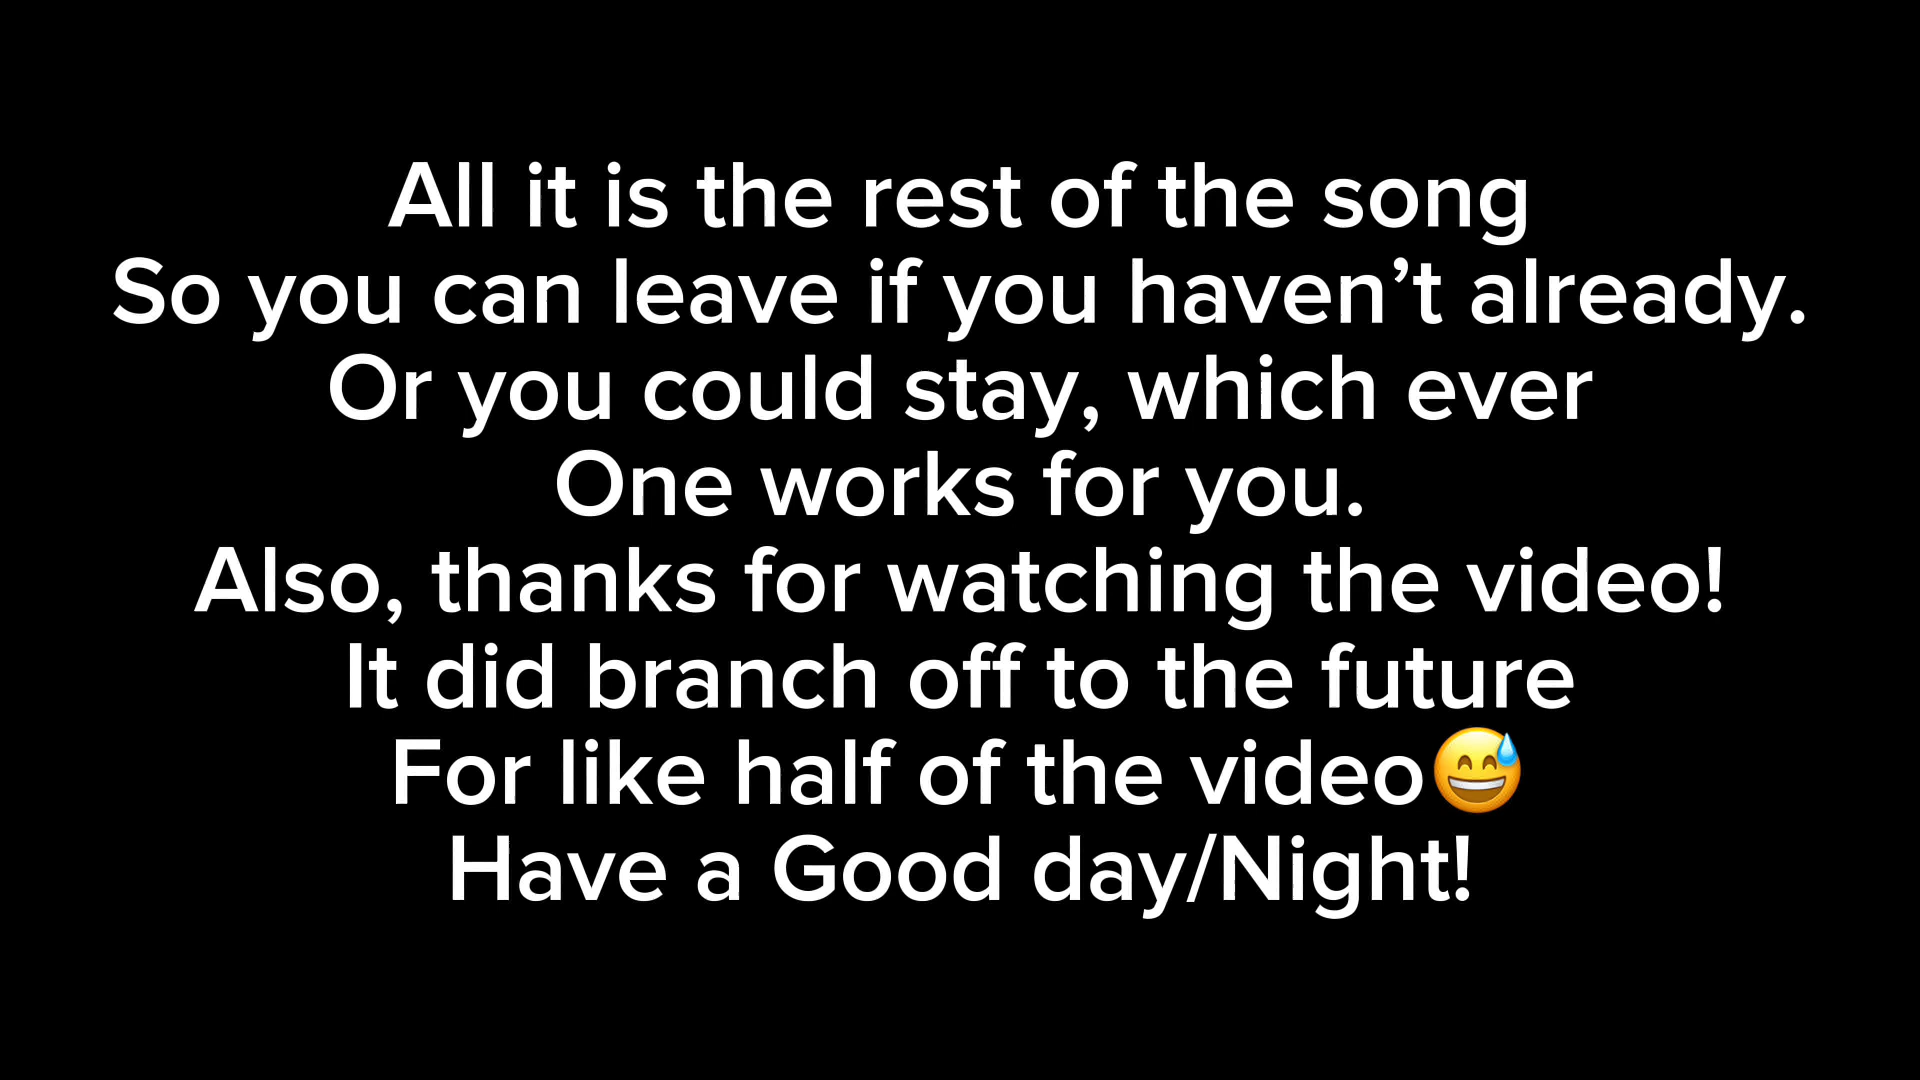 All it is the rest of the song
So you can leave if you haven’t already.
Or you could stay, which ever
One works for you.
Also, thanks for watching the video!
It did branch off to the future
For like half of the video😅
Have a Good day/Night!